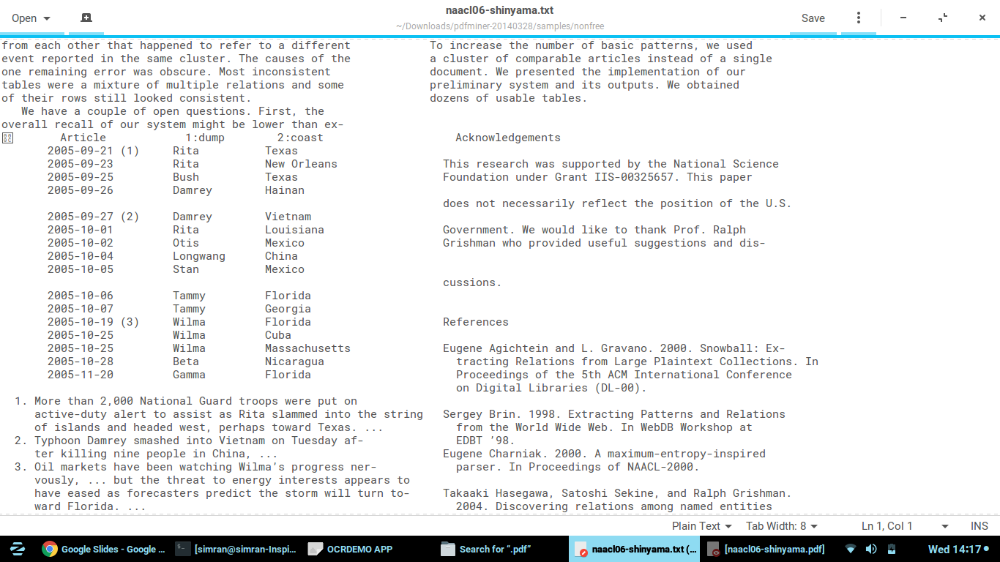 Open
naacl06-shinyama.txt
~/Downloads/pdfminer-20140328/samples/nonfree
Save
from each other that happened to refer to a different
event reported in the same cluster. The causes of the
one remaining error was obscure. Most inconsistent
tables were a mixture of multiple relations and some
of their rows still looked consistent.
We have a couple of open questions. First, the
overall recall of our system might be lower than ex-
To increase the number of basic patterns, we used
a cluster of comparable articles instead of a single
document. We presented the implementation of our
preliminary system and its outputs. We obtained
dozens of usable tables.
Article 1:dump 2:coast
2005-09-21 (1) Rita Texas
2005-09-23 Rita New Orleans
2005-09-25 Bush Texas
2005-09-26 Damrey Hainan
2005-09-27 (2) Damrey Vietnam
2005-10-01 Rita Louisiana
2005-10-02 Otis Mexico
2005-10-04 Longwang China
2005-10-05 Stan Mexico
2005-10-06 Tammy Florida
2005-10-07 Tammy Georgia
2005-10-19 (3) Wilma Florida
2005-10-25 Wilma Cuba
2005-10-25 Wilma Massachusetts
2005-10-28 Beta Nicaragua
2005-11-20 Gamma Florida
1. More than 2,000 National Guard troops were put on
active-duty alert to assist as Rita slammed into the string
of islands and headed west, perhaps toward Texas. ...
2. Typhoon Damrey smashed into Vietnam on Tuesday af-
ter killing nine people in China, ...
3. Oil markets have been watching Wilma’s progress ner-
vously, ... but the threat to energy interests appears to
have eased as forecasters predict the storm will turn to-
ward Florida. ...
Acknowledgements
This research was supported by the National Science
Foundation under Grant IIS-00325657. This paper
does not necessarily reflect the position of the U.S.
Government. We would like to thank Prof. Ralph
Grishman who provided useful suggestions and dis-
cussions.
References
Eugene Agichtein and L. Gravano. 2000. Snowball: Ex-
tracting Relations from Large Plaintext Collections. In
Proceedings of the 5th ACM International Conference
on Digital Libraries (DL-00).
Sergey Brin. 1998. Extracting Patterns and Relations
from the World Wide Web. In WebDB Workshop at
EDBT ’98.
Eugene Charniak. 2000. A maximum-entropy-inspired
parser. In Proceedings of NAACL-2000.
Takaaki Hasegawa, Satoshi Sekine, and Ralph Grishman.
2004. Discovering relations among named entities
Plain Text Tab Width: 8 Ln 1, Col 1 INS
Google Slides - Google ... [simran@simran-Inspi... OCRDEMO APP Search for “.pdf” naacl06-shinyama.txt (... [naacl06-shinyama.pdf] Wed 14:17